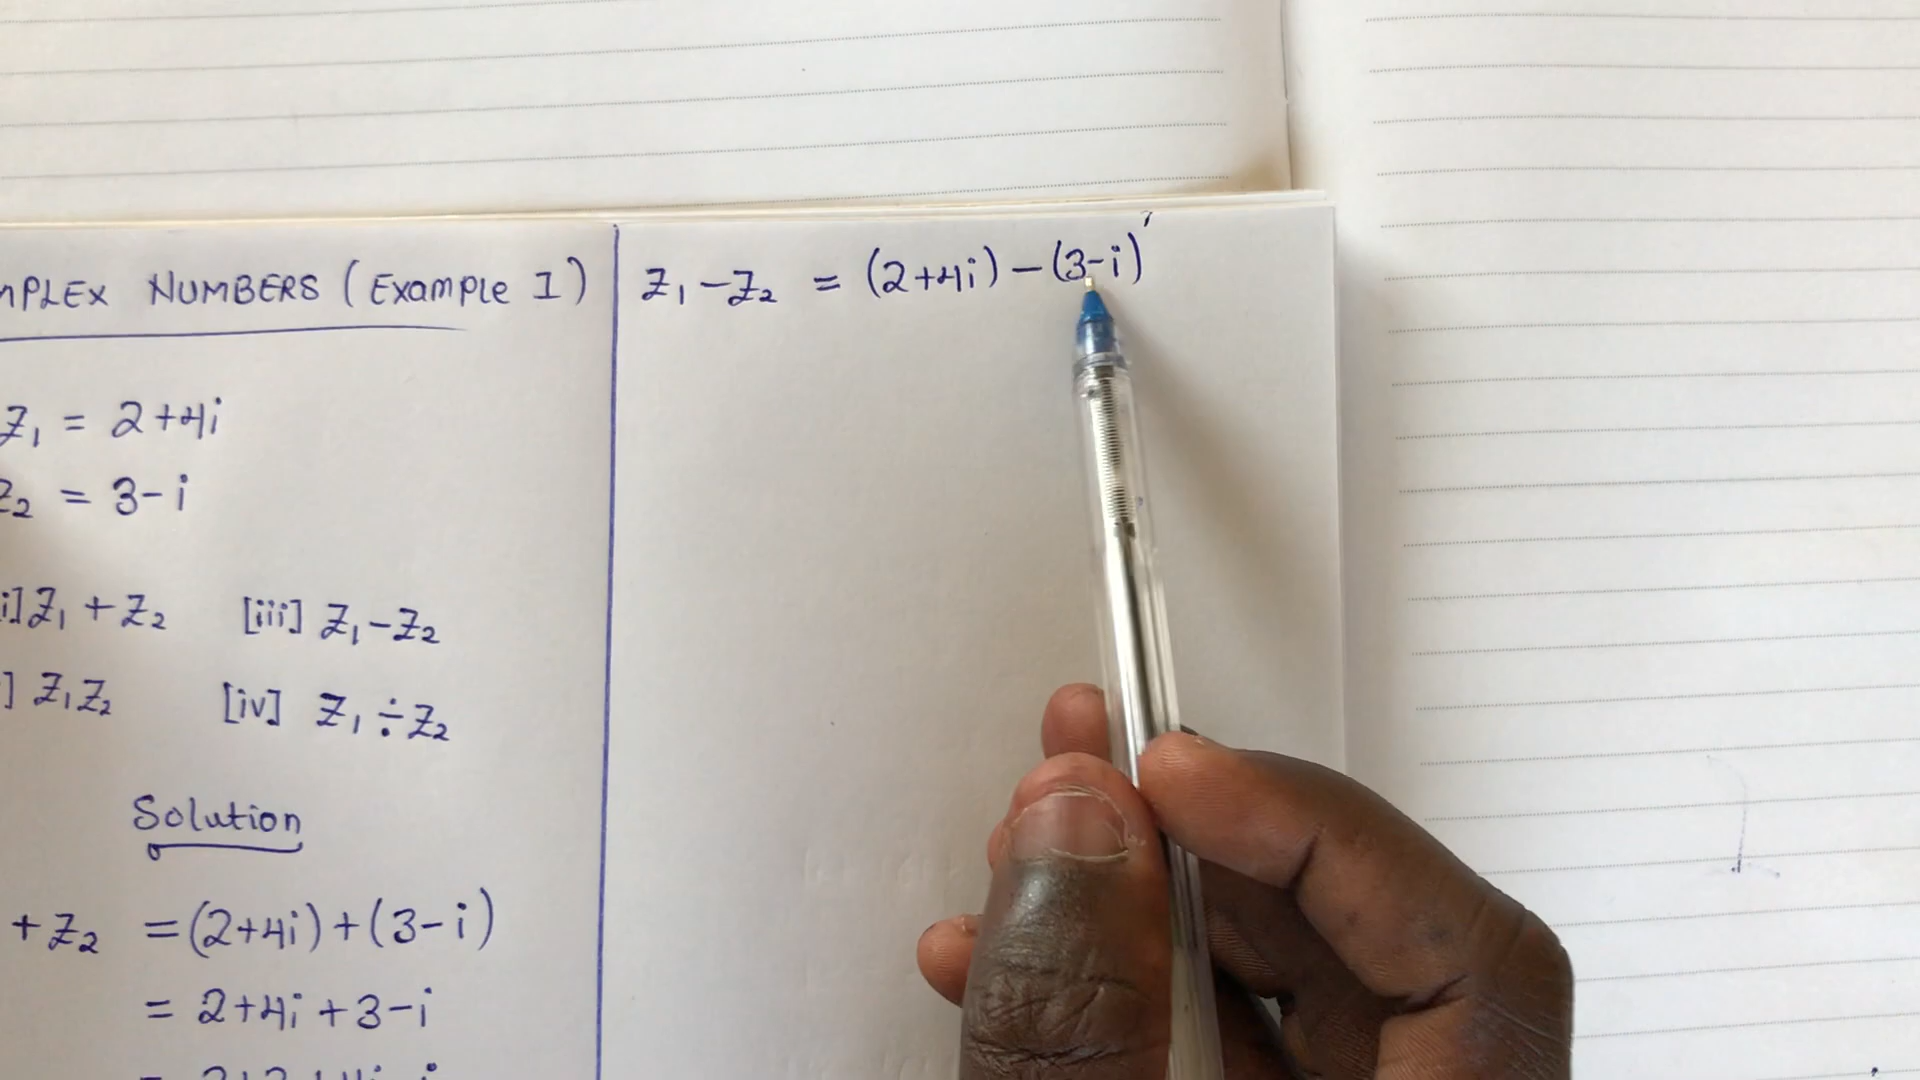 MPLEX NUMBERS (Example 1)
Z₁ = 2+4i
Z₂ = 3-i
i] Z₁ + Z₂ [iii] Z₁ - Z₂
] Z₁Z₂ [iv] Z₁ ÷ Z₂
Solution
+ Z₂ = (2+4i) + (3-i)
= 2+4i + 3-i
Z₁ - Z₂ = (2+4i) - (3-i)